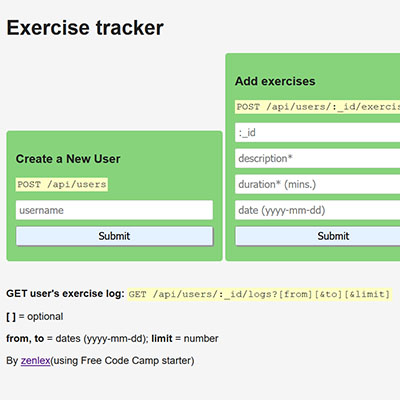 Exercise tracker
Create a New User
POST /api/users
username
Submit
Add exercises
POST /api/users/:_id/exercis
:_id
description*
duration* (mins.)
date (yyyy-mm-dd)
Submit
GET user's exercise log: GET /api/users/:_id/logs?[from][&to][&limit]
[ ] = optional
from, to = dates (yyyy-mm-dd); limit = number
By zenlex(using Free Code Camp starter)